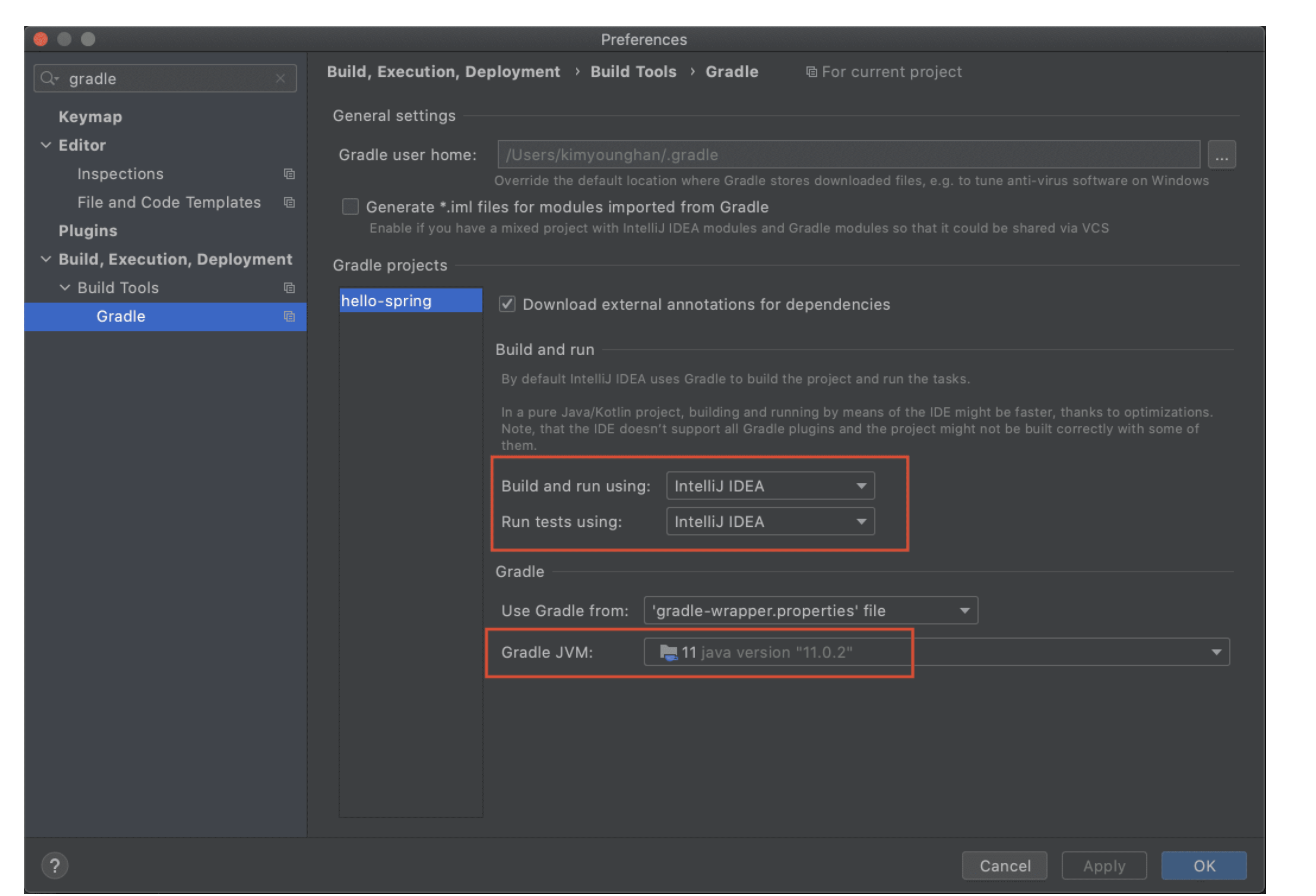 Preferences
gradle
Keymap
Editor
Inspections
File and Code Templates
Plugins
Build, Execution, Deployment
Build Tools
Gradle
Build, Execution, Deployment › Build Tools › Gradle For current project
General settings
Gradle user home: /Users/kimyounghan/.gradle ...
Override the default location where Gradle stores downloaded files, e.g. to tune anti-virus software on Windows
Generate *.iml files for modules imported from Gradle
Enable if you have a mixed project with IntelliJ IDEA modules and Gradle modules so that it could be shared via VCS
Gradle projects
hello-spring
Download external annotations for dependencies
Build and run
By default IntelliJ IDEA uses Gradle to build the project and run the tasks.
In a pure Java/Kotlin project, building and running by means of the IDE might be faster, thanks to optimizations.
Note, that the IDE doesn't support all Gradle plugins and the project might not be built correctly with some of
them.
Build and run using: IntelliJ IDEA
Run tests using: IntelliJ IDEA
Gradle
Use Gradle from: 'gradle-wrapper.properties' file
Gradle JVM: 11 java version "11.0.2"
? Cancel Apply OK